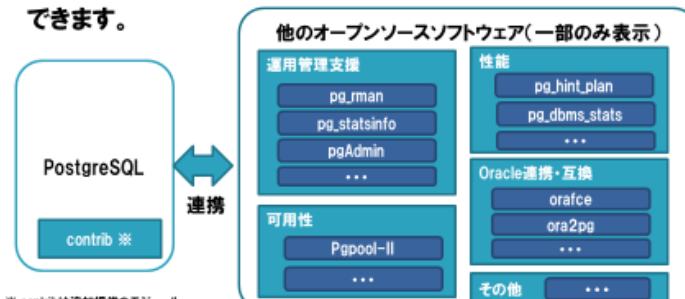 できます。
他のオープンソースソフトウェア(一部のみ表示)
運用管理支援
pg_rman
pg_statsinfo
pgAdmin
・・・
性能
pg_hint_plan
pg_dbms_stats
・・・
PostgreSQL
contrib ※
連携
Oracle連携・互換
orafce
ora2pg
・・・
可用性
Pgpool-II
・・・
その他
・・・